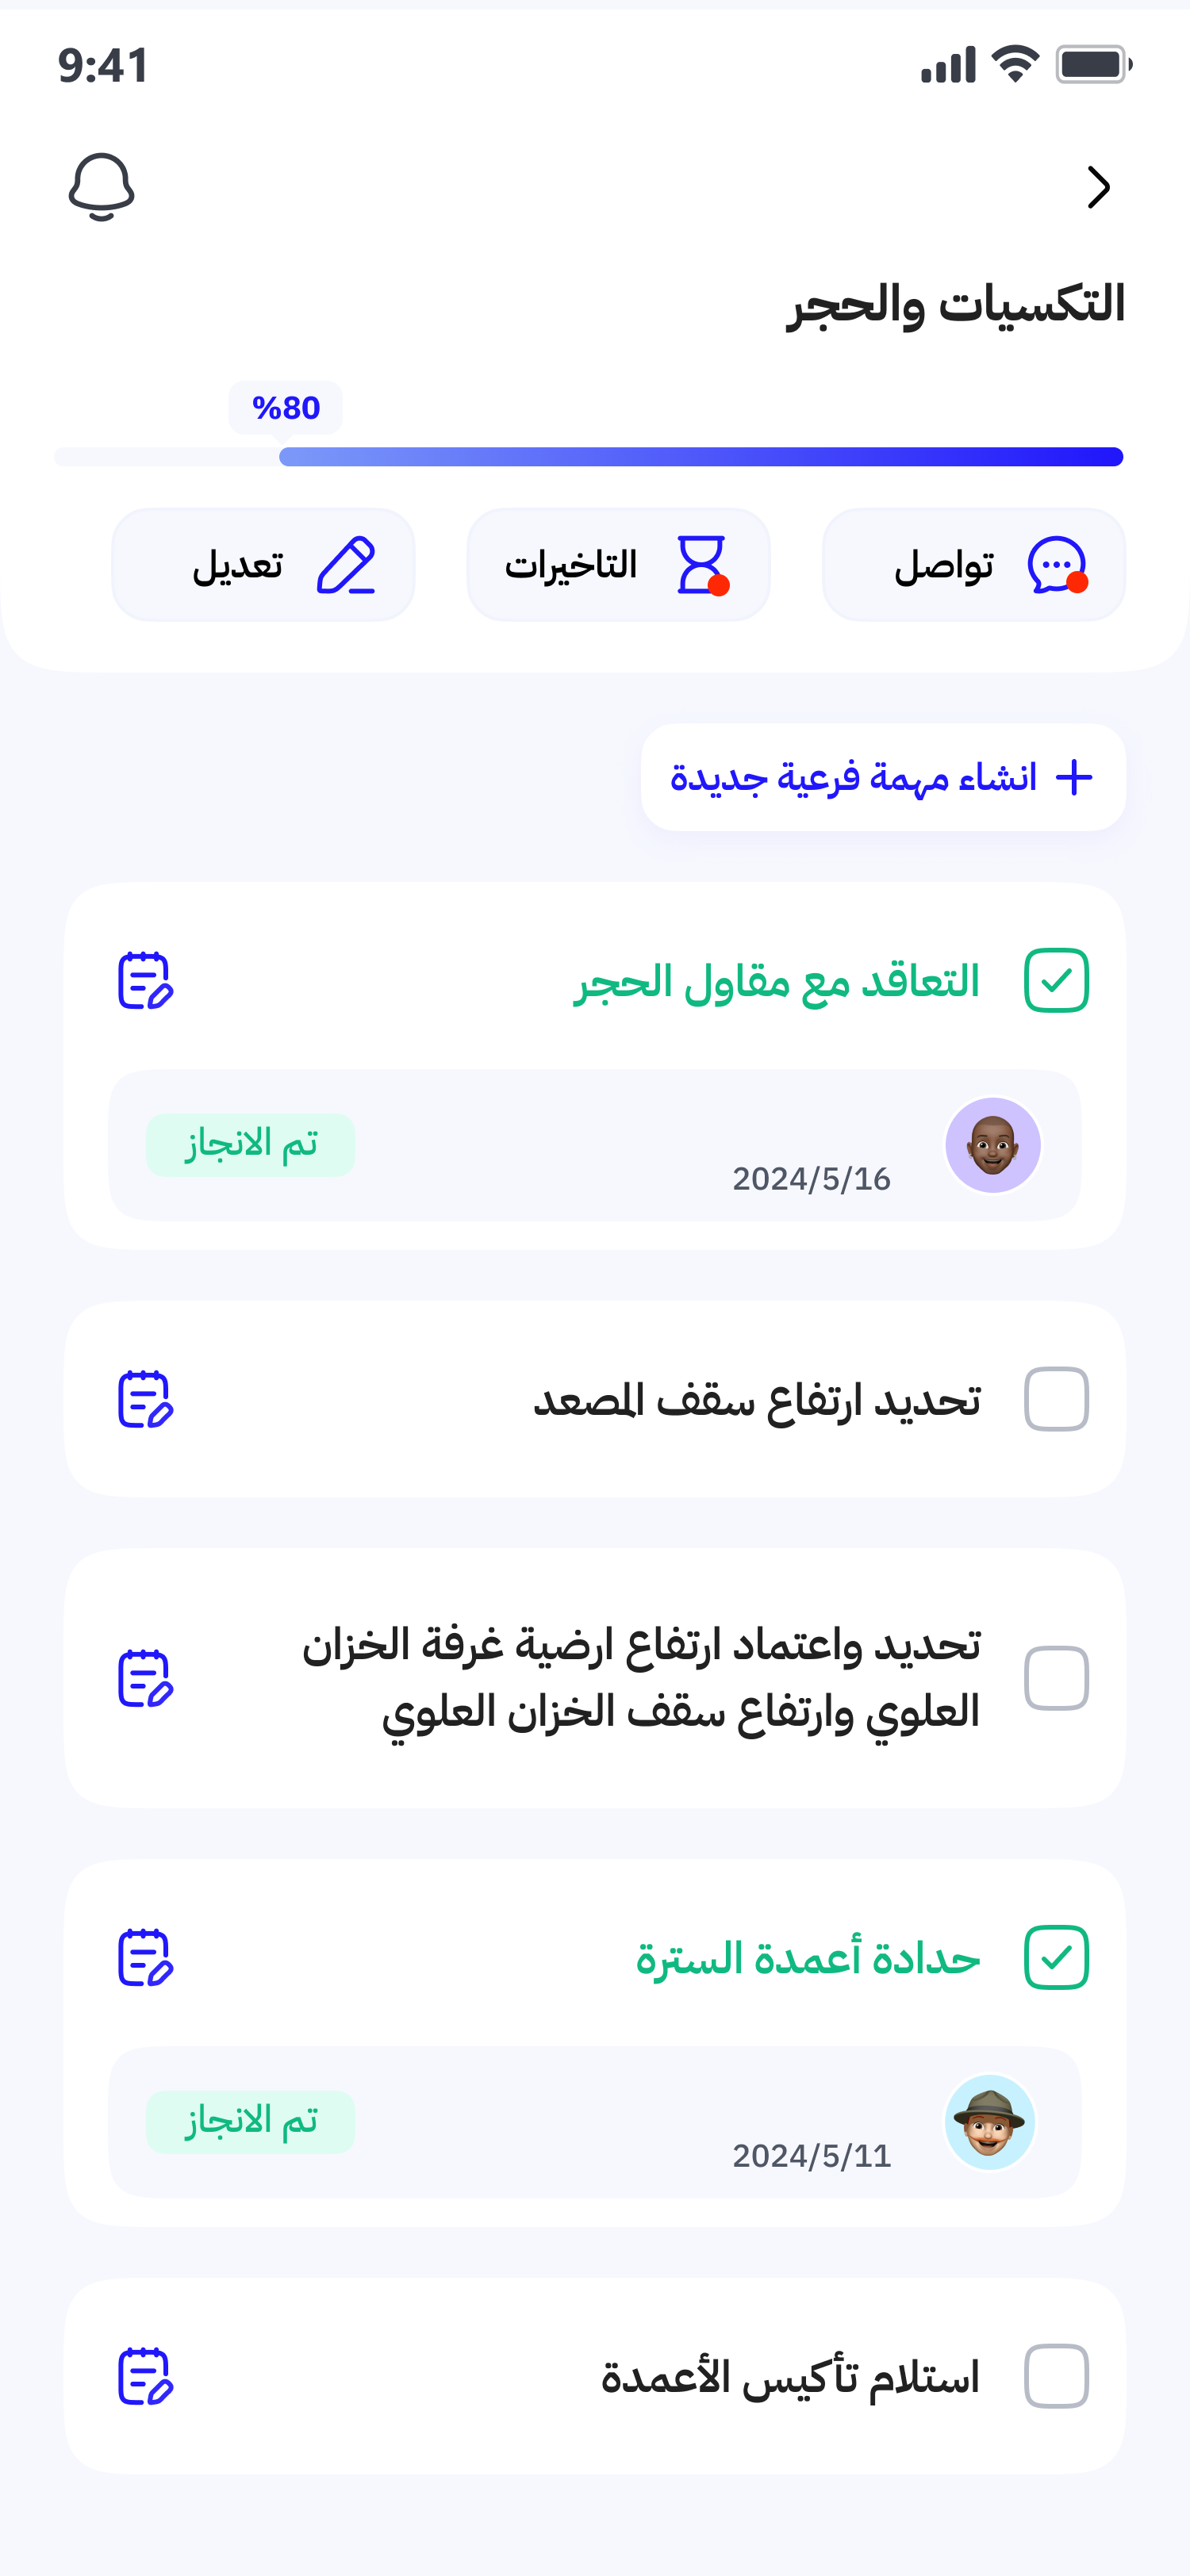 9:41
التكسيات والحجر
%80
تواصل
التاخيرات
تعديل
انشاء مهمة فرعية جديدة
التعاقد مع مقاول الحجر
2024/5/16
تم الانجاز
تحديد ارتفاع سقف المصعد
تحديد واعتماد ارتفاع ارضية غرفة الخزان
العلوي وارتفاع سقف الخزان العلوي
حدادة أعمدة السترة
2024/5/11
تم الانجاز
استلام تأكيس الأعمدة